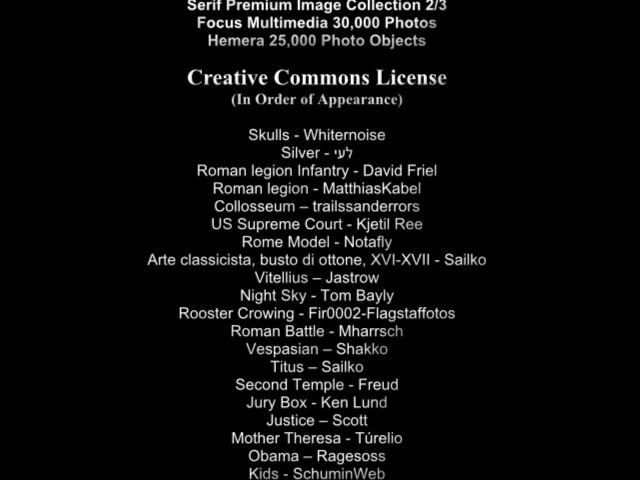 Serif Premium Image Collection 2/3
Focus Multimedia 30,000 Photos
Hemera 25,000 Photo Objects
Creative Commons License
(In Order of Appearance)
Skulls - Whiternoise
Silver - לעי
Roman legion Infantry - David Friel
Roman legion - MatthiasKabel
Collosseum – trailssanderrors
US Supreme Court - Kjetil Ree
Rome Model - Notafly
Arte classicista, busto di ottone, XVI-XVII - Sailko
Vitellius – Jastrow
Night Sky - Tom Bayly
Rooster Crowing - Fir0002-Flagstaffotos
Roman Battle - Mharrsch
Vespasian – Shakko
Titus – Sailko
Second Temple - Freud
Jury Box - Ken Lund
Justice – Scott
Mother Theresa - Túrelio
Obama – Ragesoss
Kids - SchuminWeb